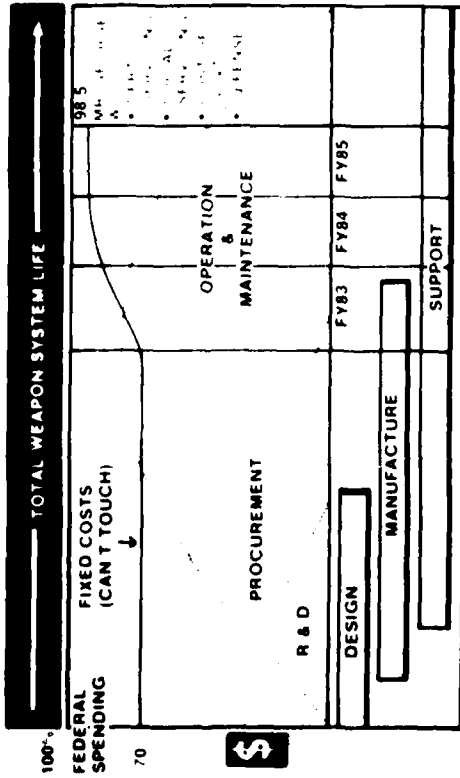 TOTAL WEAPON SYSTEM LIFE
100%
FEDERAL
SPENDING
FIXED COSTS
(CAN T TOUCH)
98 5
70
OPERATION
&
MAINTENANCE
PROCUREMENT
$
R & D
FY83
FY84
FY85
DESIGN
MANUFACTURE
SUPPORT